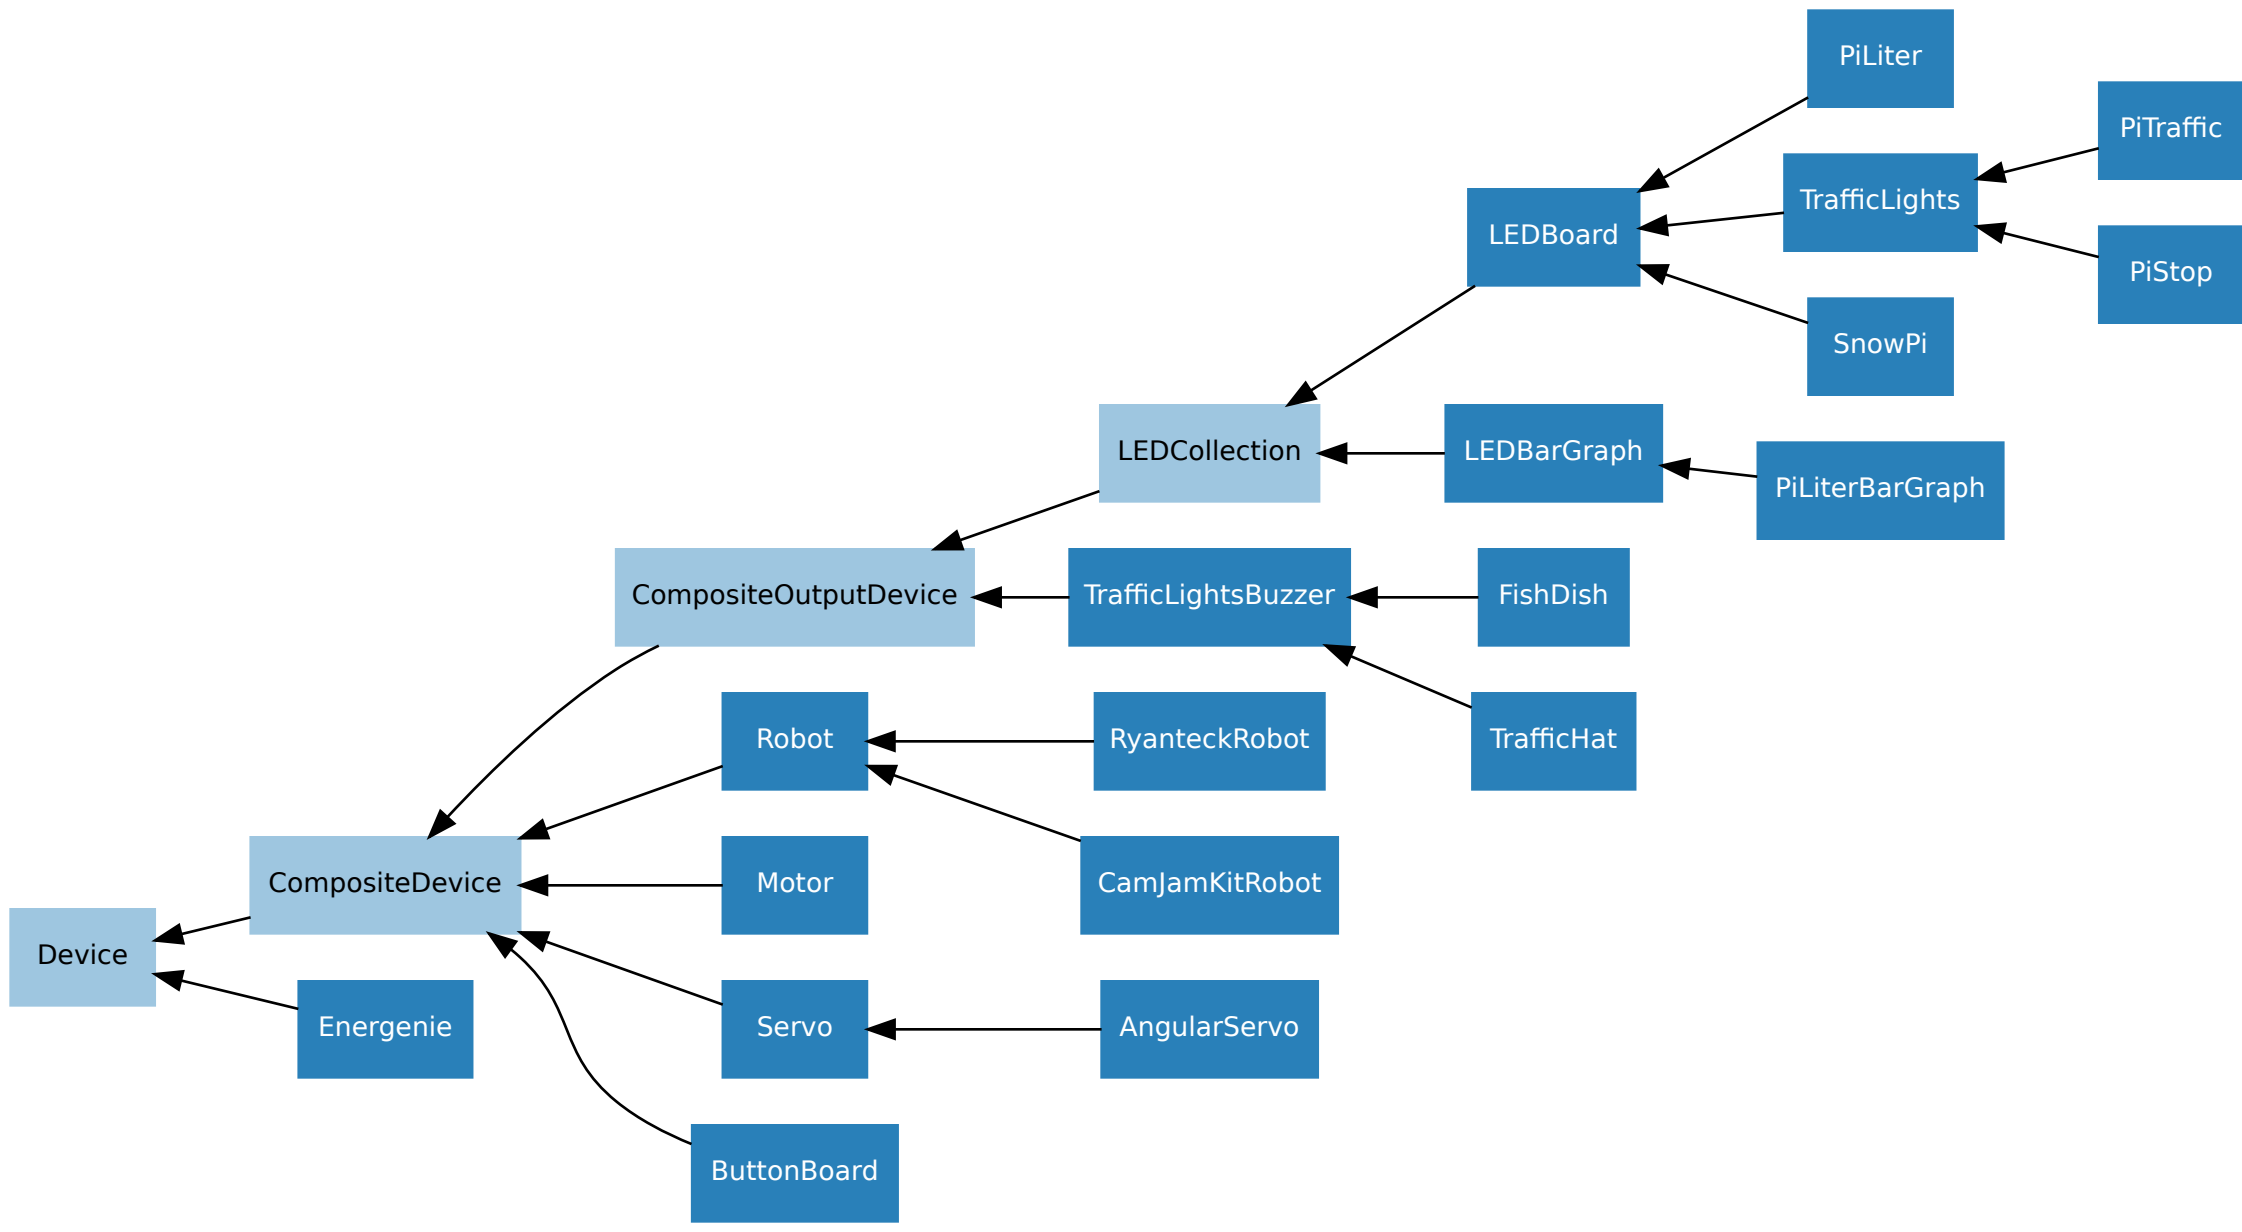 PiLiter
PiTraffic
TrafficLights
LEDBoard
PiStop
SnowPi
LEDCollection
LEDBarGraph
PiLiterBarGraph
CompositeOutputDevice
TrafficLightsBuzzer
FishDish
Robot
RyanteckRobot
TrafficHat
CompositeDevice
Motor
CamJamKitRobot
Device
Energenie
Servo
AngularServo
ButtonBoard